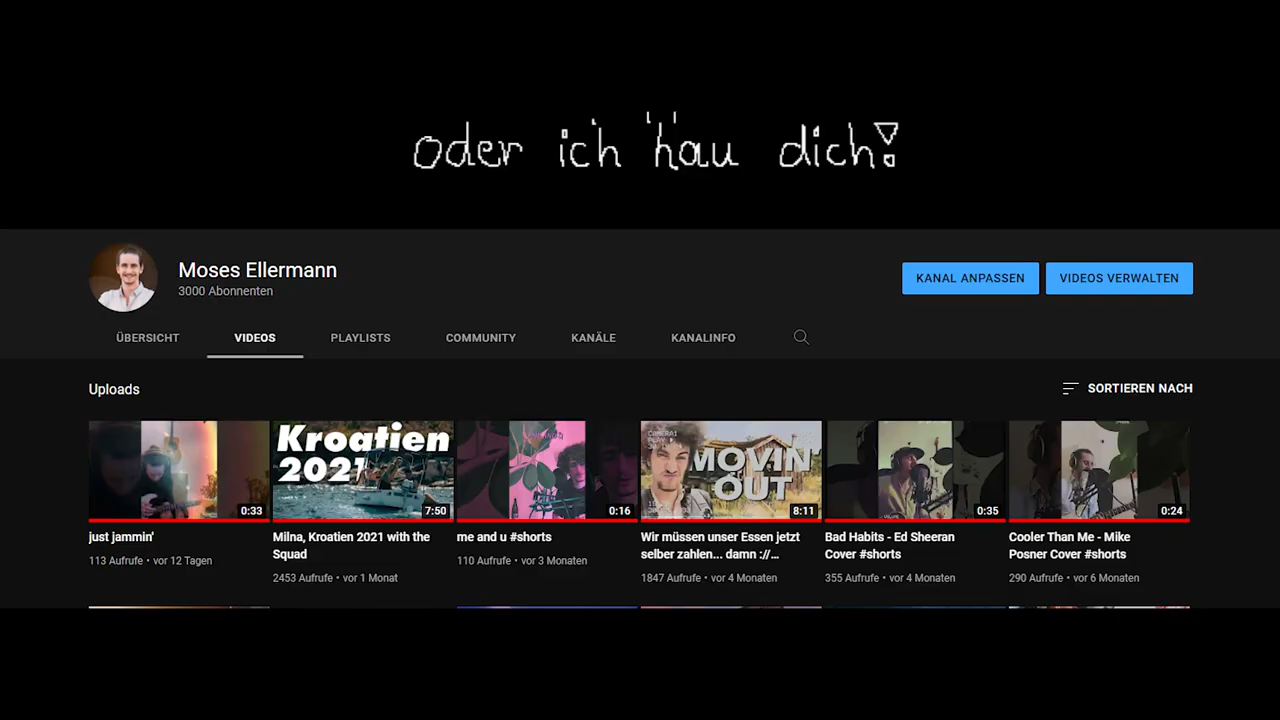 oder ich hau dich!
Moses Ellermann
3000 Abonnenten
KANAL ANPASSEN
VIDEOS VERWALTEN
ÜBERSICHT
VIDEOS
PLAYLISTS
COMMUNITY
KANÄLE
KANALINFO
Uploads
SORTIEREN NACH
0:33
Kroatien
2021
7:50
0:16
MOVIN'
OUT
8:11
0:35
0:24
just jammin'
113 Aufrufe • vor 12 Tagen
Milna, Kroatien 2021 with the
Squad
2453 Aufrufe • vor 1 Monat
me and u #shorts
110 Aufrufe • vor 3 Monaten
Wir müssen unser Essen jetzt
selber zahlen... damn ://…
1847 Aufrufe • vor 4 Monaten
Bad Habits - Ed Sheeran
Cover #shorts
355 Aufrufe • vor 4 Monaten
Cooler Than Me - Mike
Posner Cover #shorts
290 Aufrufe • vor 6 Monaten